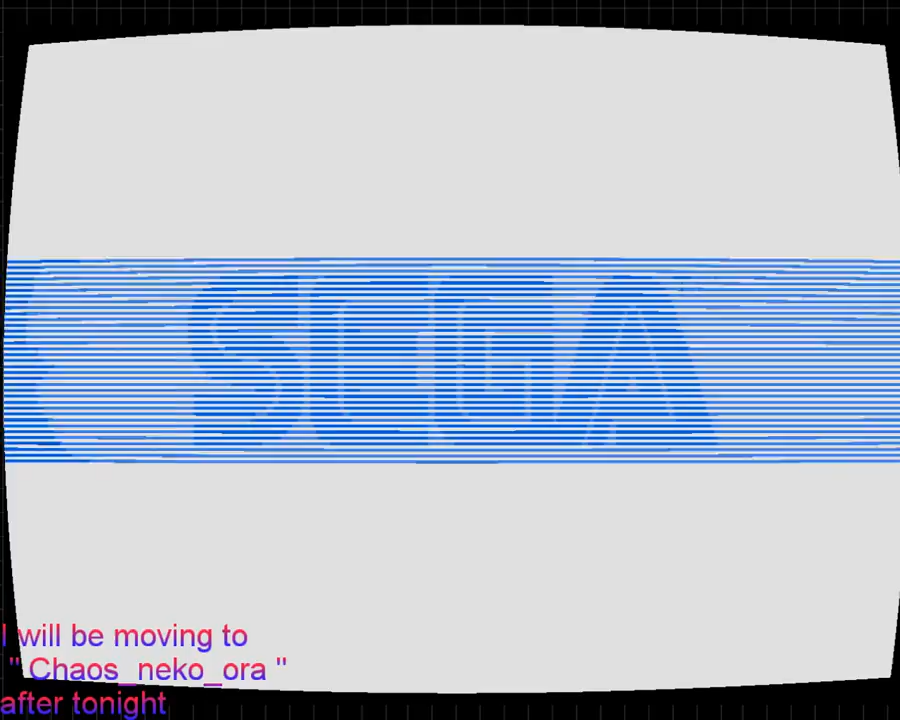 SEGA
I will be moving to
" Chaos_neko_ora "
after tonight